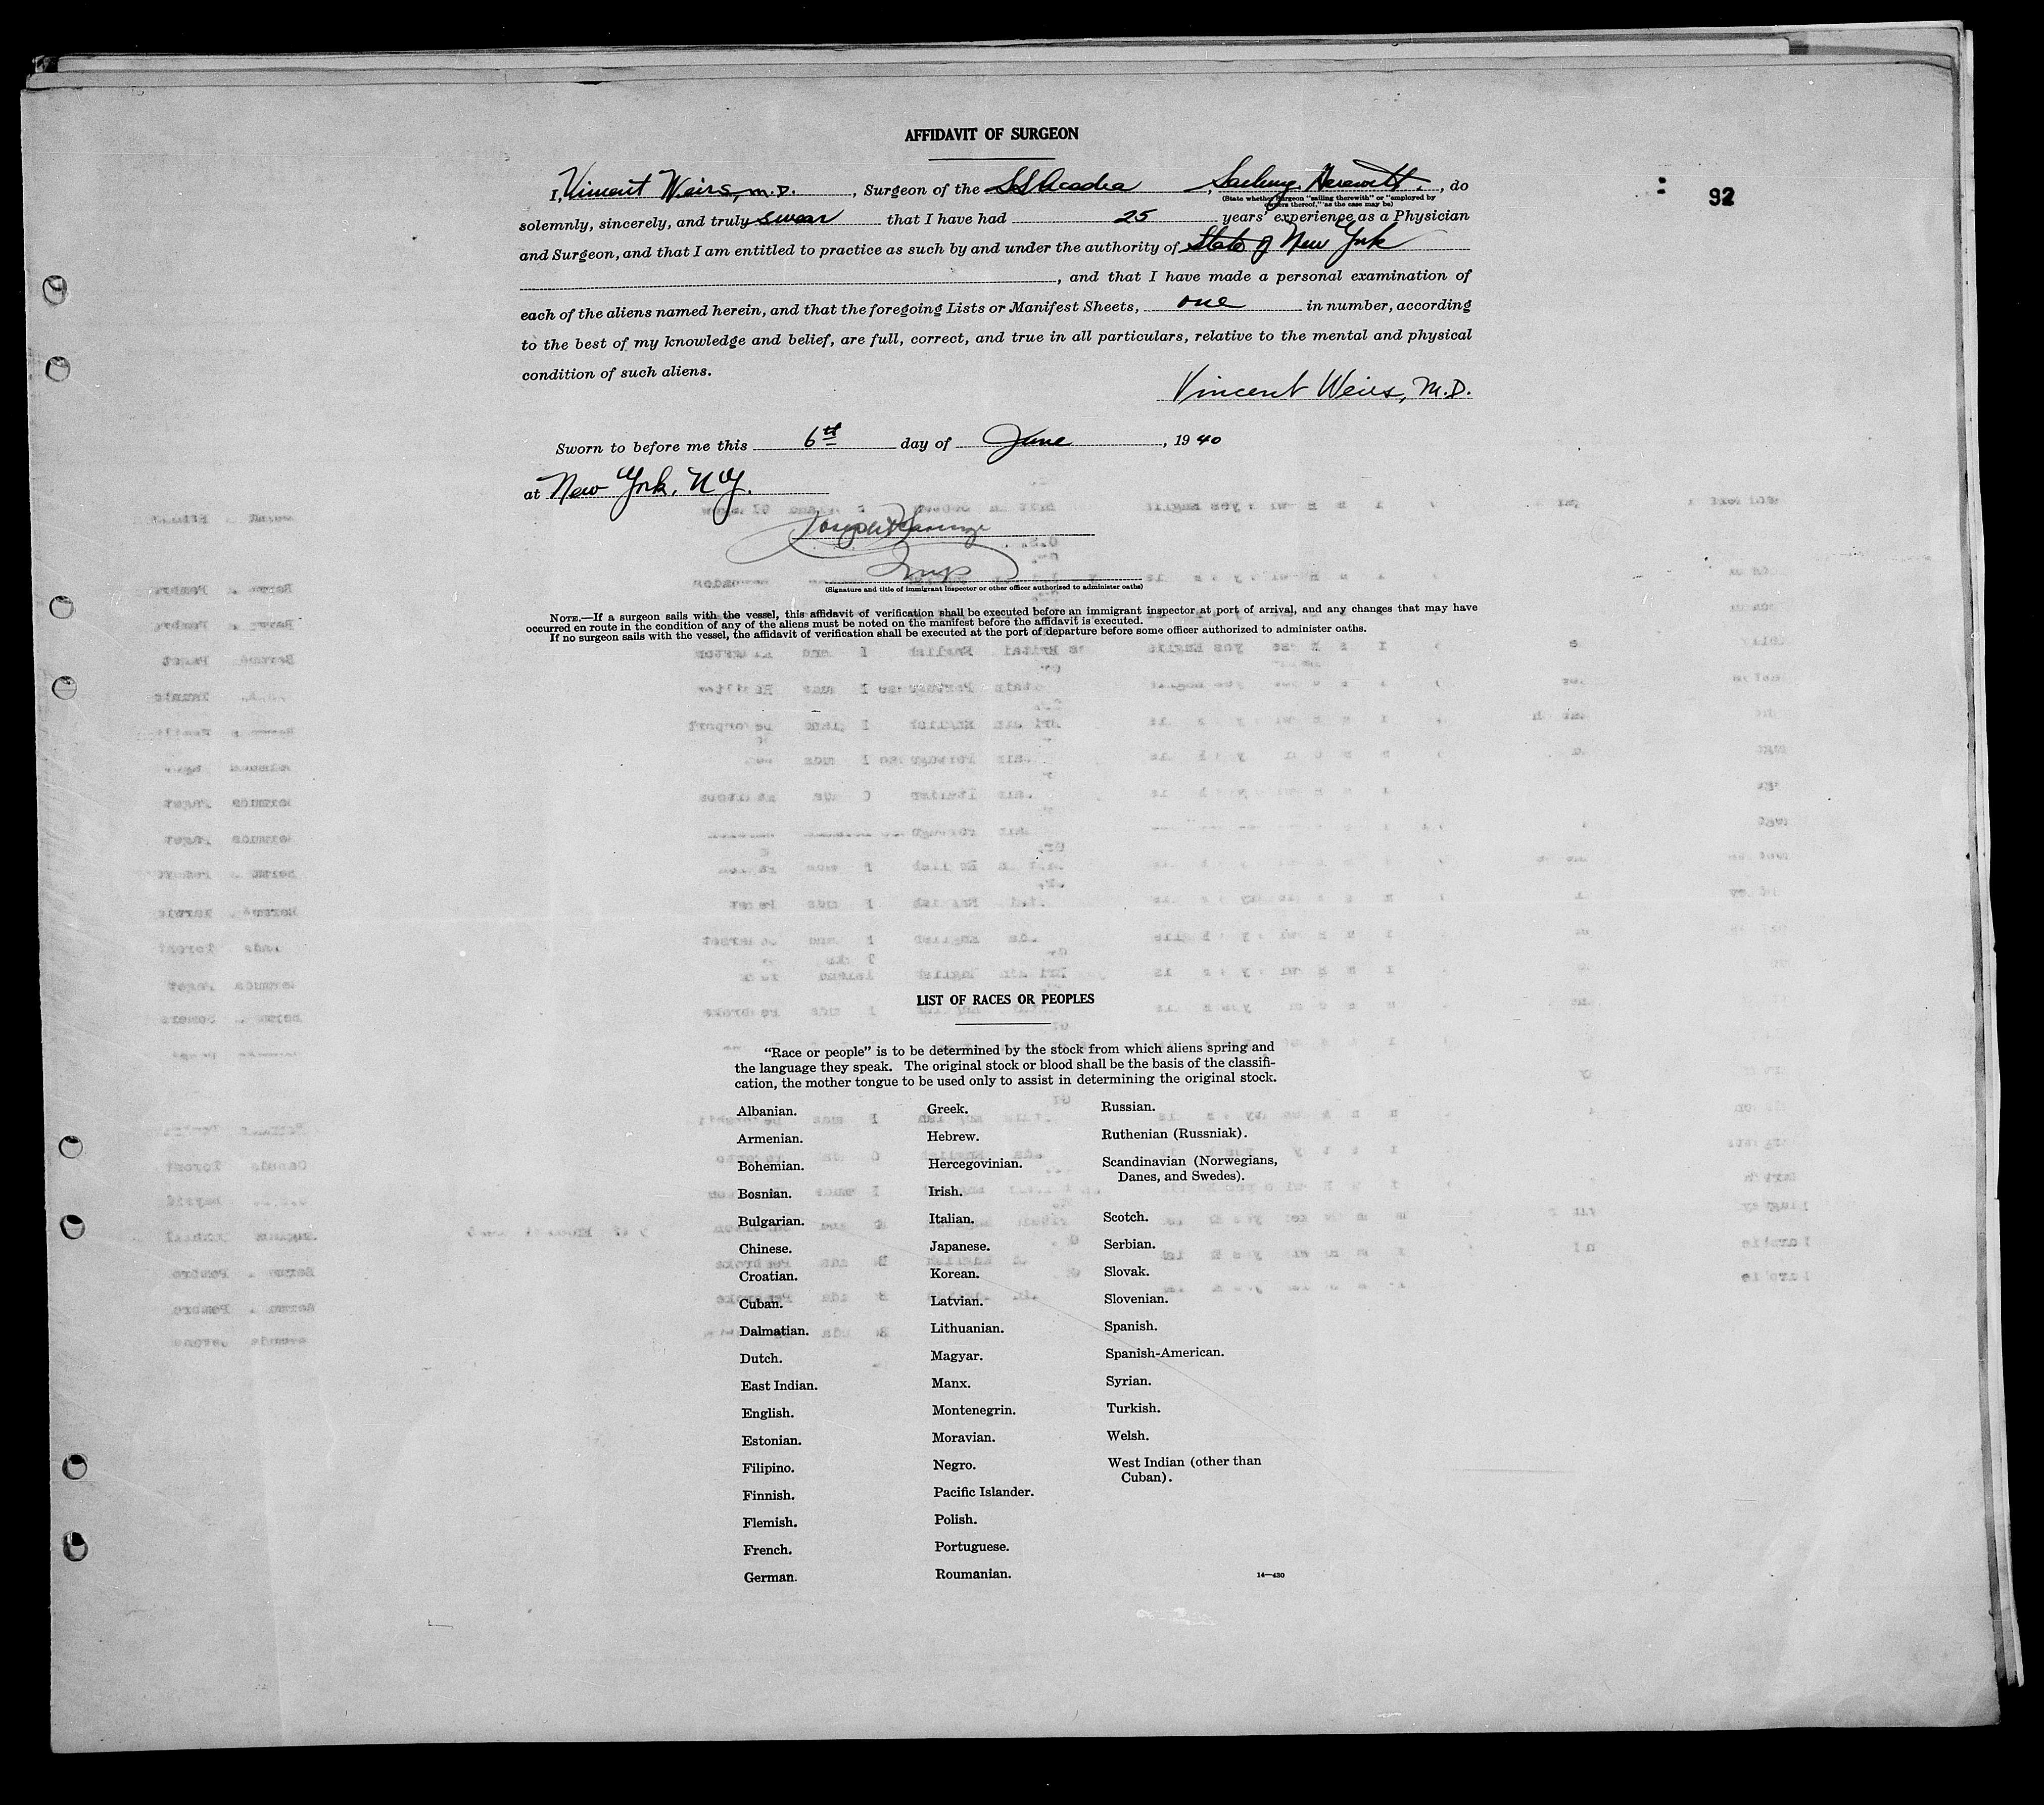 AFFIDAVIT OF SURGEON
92
I, Vincent Weirs, M.D., Surgeon of the SS Acadia, Sailing Herewith, do
(State whether surgeon "sailing therewith" or "employed by
owners thereof," as the case may be)
solemnly, sincerely, and truly swear that I have had 25 years' experience as a Physician
and Surgeon, and that I am entitled to practice as such by and under the authority of State of New York
, and that I have made a personal examination of
each of the aliens named herein, and that the foregoing Lists or Manifest Sheets, one in number, according
to the best of my knowledge and belief, are full, correct, and true in all particulars, relative to the mental and physical
condition of such aliens.
Vincent Weirs, M.D.
Sworn to before me this 6th day of June, 1940
at New York, N.Y.
Insp
(Signature and title of immigrant inspector or other officer authorized to administer oaths)
NOTE.—If a surgeon sails with the vessel, this affidavit of verification shall be executed before an immigrant inspector at port of arrival, and any changes that may have
occurred en route in the condition of any of the aliens must be noted on the manifest before the affidavit is executed.
If no surgeon sails with the vessel, the affidavit of verification shall be executed at the port of departure before some officer authorized to administer oaths.
LIST OF RACES OR PEOPLES
"Race or people" is to be determined by the stock from which aliens spring and
the language they speak. The original stock or blood shall be the basis of the classifi-
cation, the mother tongue to be used only to assist in determining the original stock.
Albanian.
Armenian.
Bohemian.
Bosnian.
Bulgarian.
Chinese.
Croatian.
Cuban.
Dalmatian.
Dutch.
East Indian.
English.
Estonian.
Filipino.
Finnish.
Flemish.
French.
German.
Greek.
Hebrew.
Hercegovinian.
Irish.
Italian.
Japanese.
Korean.
Latvian.
Lithuanian.
Magyar.
Manx.
Montenegrin.
Moravian.
Negro.
Pacific Islander.
Polish.
Portuguese.
Roumanian.
Russian.
Ruthenian (Russniak).
Scandinavian (Norwegians,
Danes, and Swedes).
Scotch.
Serbian.
Slovak.
Slovenian.
Spanish.
Spanish-American.
Syrian.
Turkish.
Welsh.
West Indian (other than
Cuban).
14—430